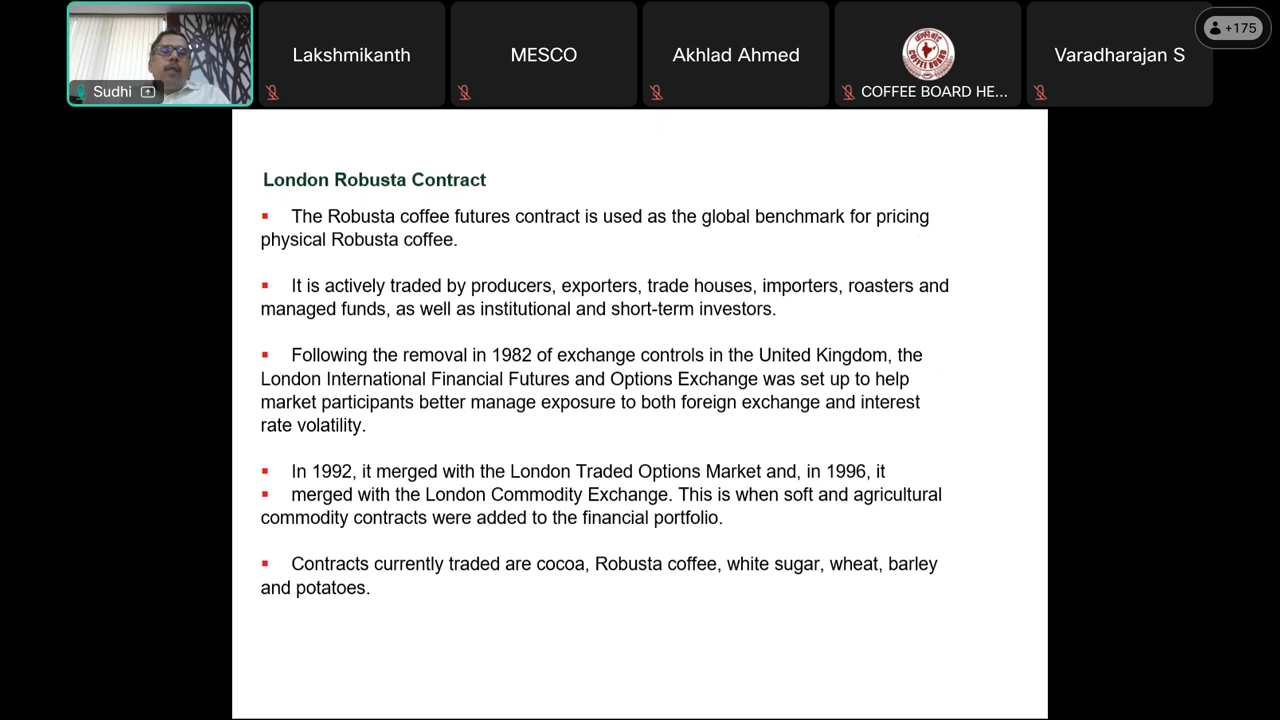 Sudhi
Lakshmikanth
MESCO
Akhlad Ahmed
COFFEE BOARD
COFFEE BOARD HE...
Varadharajan S
+175
London Robusta Contract
▪ The Robusta coffee futures contract is used as the global benchmark for pricing
physical Robusta coffee.
▪ It is actively traded by producers, exporters, trade houses, importers, roasters and
managed funds, as well as institutional and short-term investors.
▪ Following the removal in 1982 of exchange controls in the United Kingdom, the
London International Financial Futures and Options Exchange was set up to help
market participants better manage exposure to both foreign exchange and interest
rate volatility.
▪ In 1992, it merged with the London Traded Options Market and, in 1996, it
▪ merged with the London Commodity Exchange. This is when soft and agricultural
commodity contracts were added to the financial portfolio.
▪ Contracts currently traded are cocoa, Robusta coffee, white sugar, wheat, barley
and potatoes.